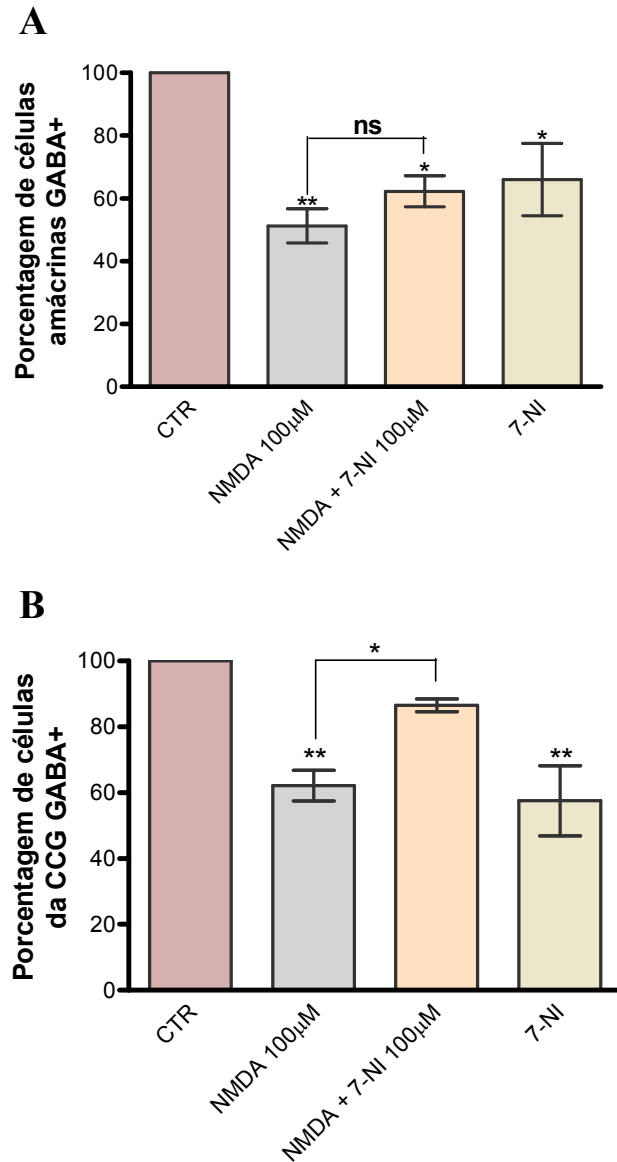 A
Porcentagem de células
amácrinas GABA+
100
80
60
40
20
0
**
ns
*
*
CTR
NMDA 100μM
NMDA + 7-NI 100μM
7-NI
B
Porcentagem de células
da CCG GABA+
100
80
60
40
20
0
**
*
**
CTR
NMDA 100μM
NMDA + 7-NI 100μM
7-NI